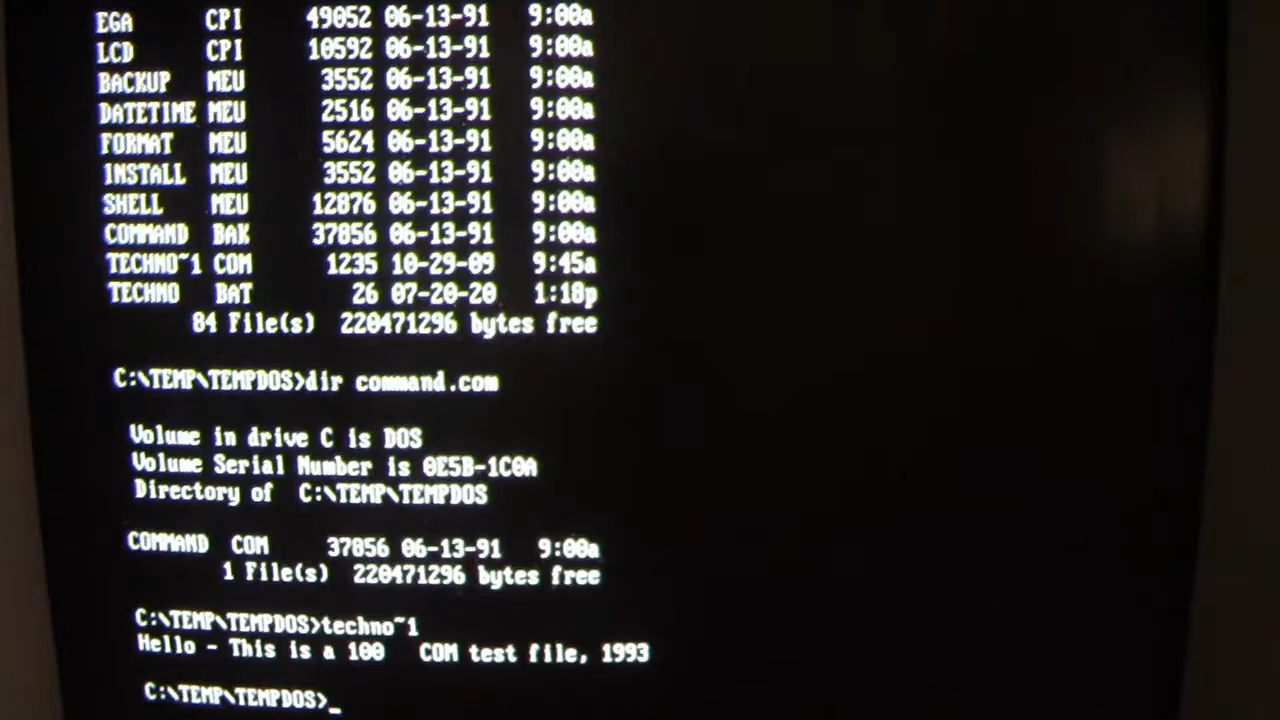 EGA CPI 49052 06-13-91 9:00a
LCD CPI 10592 06-13-91 9:00a
BACKUP MEU 3552 06-13-91 9:00a
DATETIME MEU 2516 06-13-91 9:00a
FORMAT MEU 5624 06-13-91 9:00a
INSTALL MEU 3552 06-13-91 9:00a
SHELL MEU 12876 06-13-91 9:00a
COMMAND BAK 37856 06-13-91 9:00a
TECHNO~1 COM 1235 10-29-09 9:45a
TECHNO BAT 26 07-20-20 1:18p
84 File(s) 220471296 bytes free
C:\TEMP\TEMPDOS>dir command.com
Volume in drive C is DOS
Volume Serial Number is 0E5B-1C0A
Directory of C:\TEMP\TEMPDOS
COMMAND COM 37856 06-13-91 9:00a
1 File(s) 220471296 bytes free
C:\TEMP\TEMPDOS>techno~1
Hello - This is a 100 COM test file, 1993
C:\TEMP\TEMPDOS>_